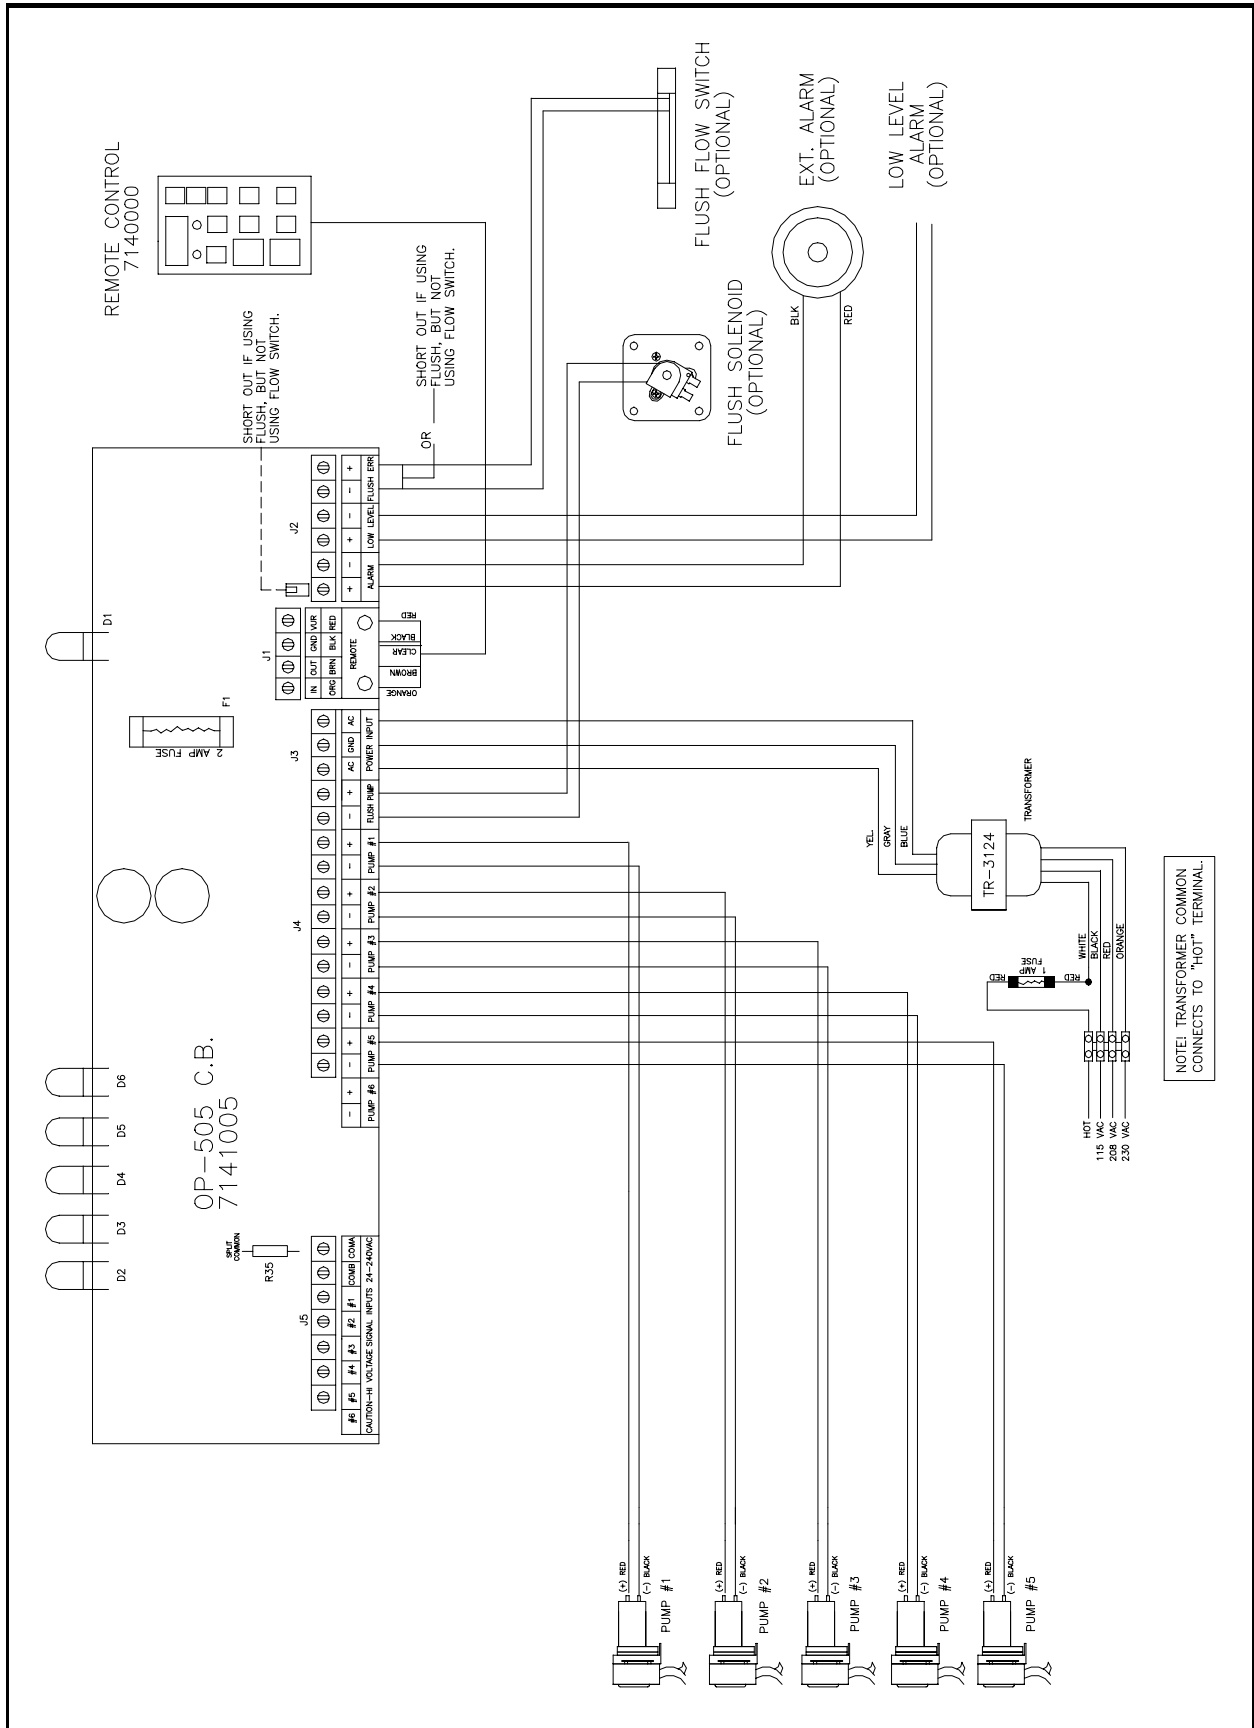 REMOTE CONTROL
7140000
SHORT OUT IF USING
FLUSH, BUT NOT
USING FLOW SWITCH.
OR
SHORT OUT IF USING
FLUSH, BUT NOT
USING FLOW SWITCH.
FLUSH FLOW SWITCH
(OPTIONAL)
EXT. ALARM
(OPTIONAL)
LOW LEVEL
ALARM
(OPTIONAL)
FLUSH SOLENOID
(OPTIONAL)
BLK
RED
D1
F1
2 AMP FUSE
D6
D5
D4
D3
D2
OP-505 C.B.
7141005
SPLIT
COMMON
R35
J2
+ - + - - +
ALARM LOW LEVEL FLUSH ERR
J1
IN OUT GND VUR
ORG BRN BLK RED
REMOTE
ORANGE
BROWN
CLEAR
BLACK
RED
J3
AC GND AC
POWER INPUT
- +
FLUSH PUMP
J4
- + - + - + - + - + - +
PUMP #6 PUMP #5 PUMP #4 PUMP #3 PUMP #2 PUMP #1
J5
#6 #5 #4 #3 #2 #1 COMB COMA
CAUTION-HI VOLTAGE SIGNAL INPUTS 24-240VAC
YEL.
GRAY
BLUE
TR-3124
TRANSFORMER
WHITE
BLACK
RED
ORANGE
RED
1 AMP
FUSE
RED
HOT
115 VAC
208 VAC
230 VAC
NOTE! TRANSFORMER COMMON
CONNECTS TO "HOT" TERMINAL.
(+) RED
(-) BLACK
PUMP #1
(+) RED
(-) BLACK
PUMP #2
(+) RED
(-) BLACK
PUMP #3
(+) RED
(-) BLACK
PUMP #4
(+) RED
(-) BLACK
PUMP #5